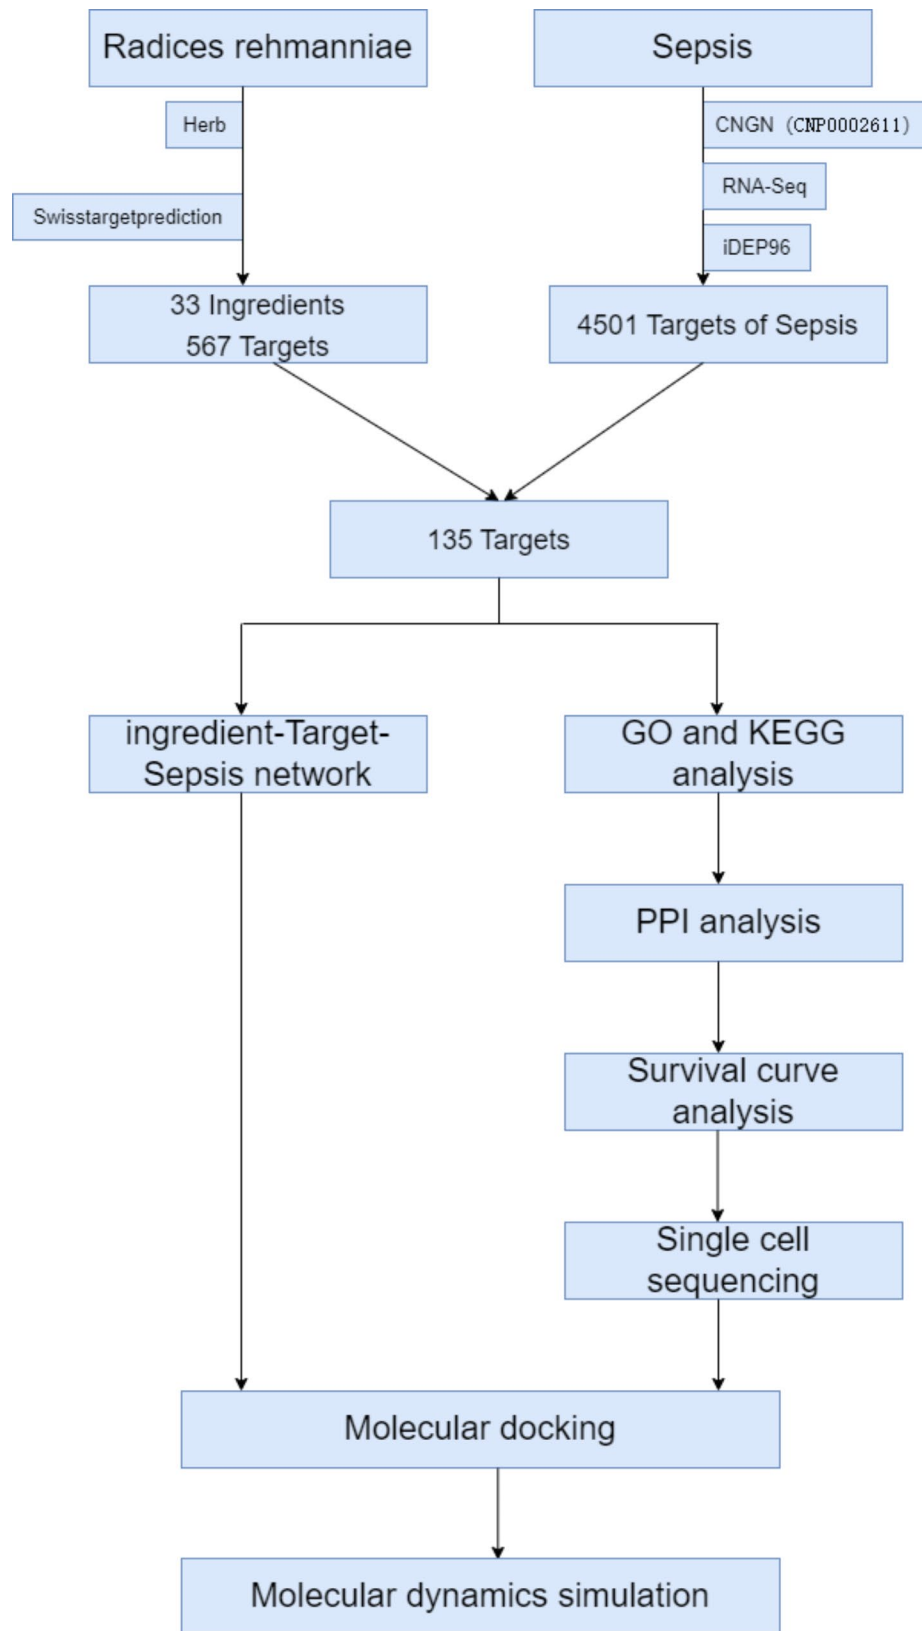 Radices rehmanniae
Sepsis
Herb
CNGN (CNP0002611)
RNA-Seq
Swisstargetprediction
iDEP96
33 Ingredients
567 Targets
4501 Targets of Sepsis
135 Targets
ingredient-Target-
Sepsis network
GO and KEGG
analysis
PPI analysis
Survival curve
analysis
Single cell
sequencing
Molecular docking
Molecular dynamics simulation